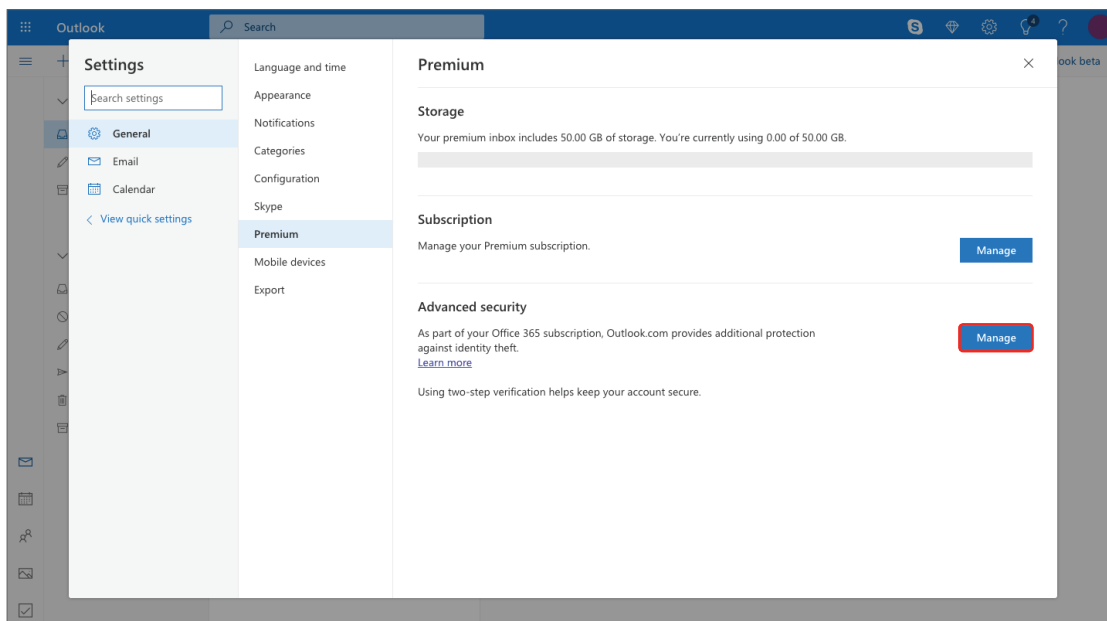 Outlook
Search
4
ook beta
Settings
Search settings
General
Email
Calendar
View quick settings
Language and time
Appearance
Notifications
Categories
Configuration
Skype
Premium
Mobile devices
Export
Premium
Storage
Your premium inbox includes 50.00 GB of storage. You're currently using 0.00 of 50.00 GB.
Subscription
Manage your Premium subscription.
Manage
Advanced security
As part of your Office 365 subscription, Outlook.com provides additional protection
against identity theft.
Manage
Learn more
Using two-step verification helps keep your account secure.